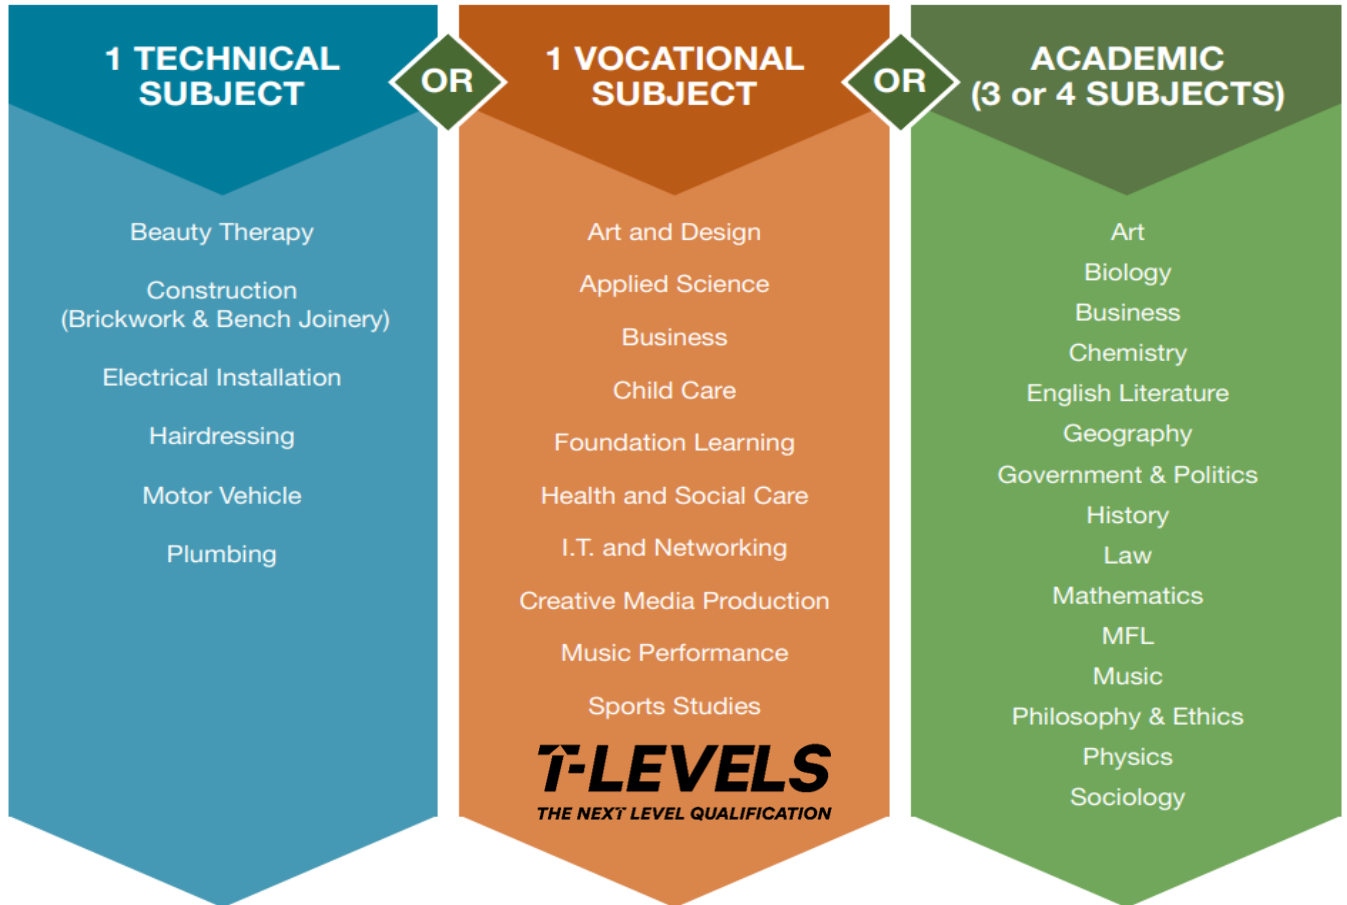 1 TECHNICAL
SUBJECT
OR
1 VOCATIONAL
SUBJECT
OR
ACADEMIC
(3 or 4 SUBJECTS)
Beauty Therapy
Construction
(Brickwork & Bench Joinery)
Electrical Installation
Hairdressing
Motor Vehicle
Plumbing
Art and Design
Applied Science
Business
Child Care
Foundation Learning
Health and Social Care
I.T. and Networking
Creative Media Production
Music Performance
Sports Studies
T-LEVELS
THE NEXT LEVEL QUALIFICATION
Art
Biology
Business
Chemistry
English Literature
Geography
Government & Politics
History
Law
Mathematics
MFL
Music
Philosophy & Ethics
Physics
Sociology